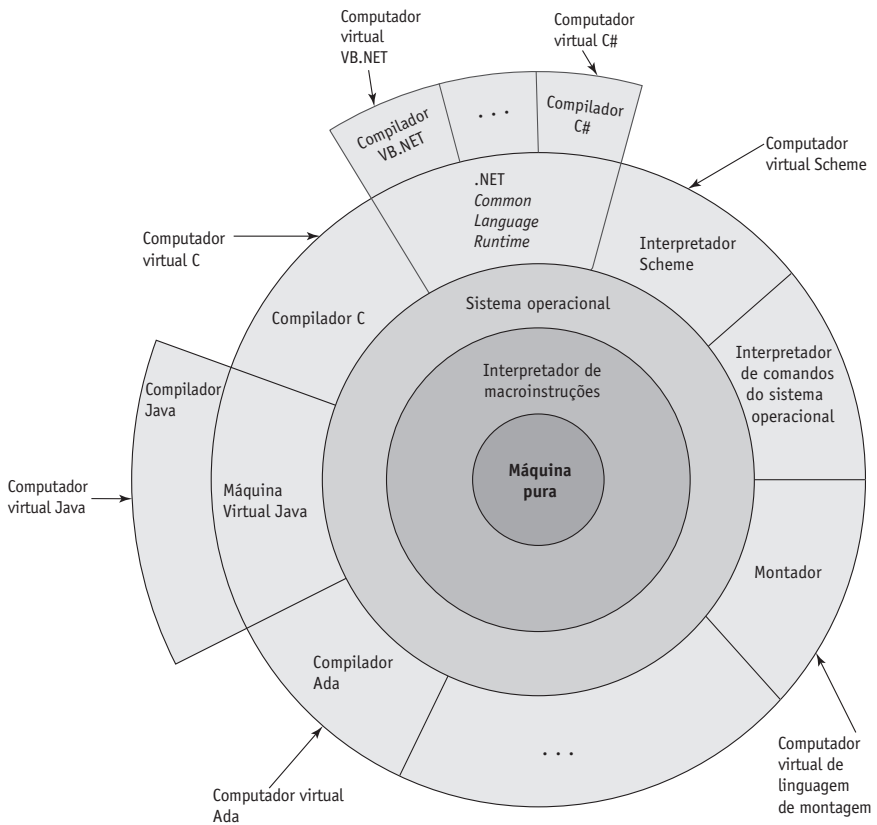 Computador
virtual
VB.NET
Computador
virtual C#
Compilador
VB.NET
. . .
Compilador
C#
Computador
virtual Scheme
.NET
Common
Language
Runtime
Computador
virtual C
Interpretador
Scheme
Sistema operacional
Compilador C
Interpretador
de comandos
do sistema
operacional
Interpretador de
macroinstruções
Compilador
Java
Máquina
pura
Computador
virtual Java
Máquina
Virtual Java
Montador
Compilador
Ada
. . .
Computador
virtual de
linguagem
de montagem
Computador virtual
Ada